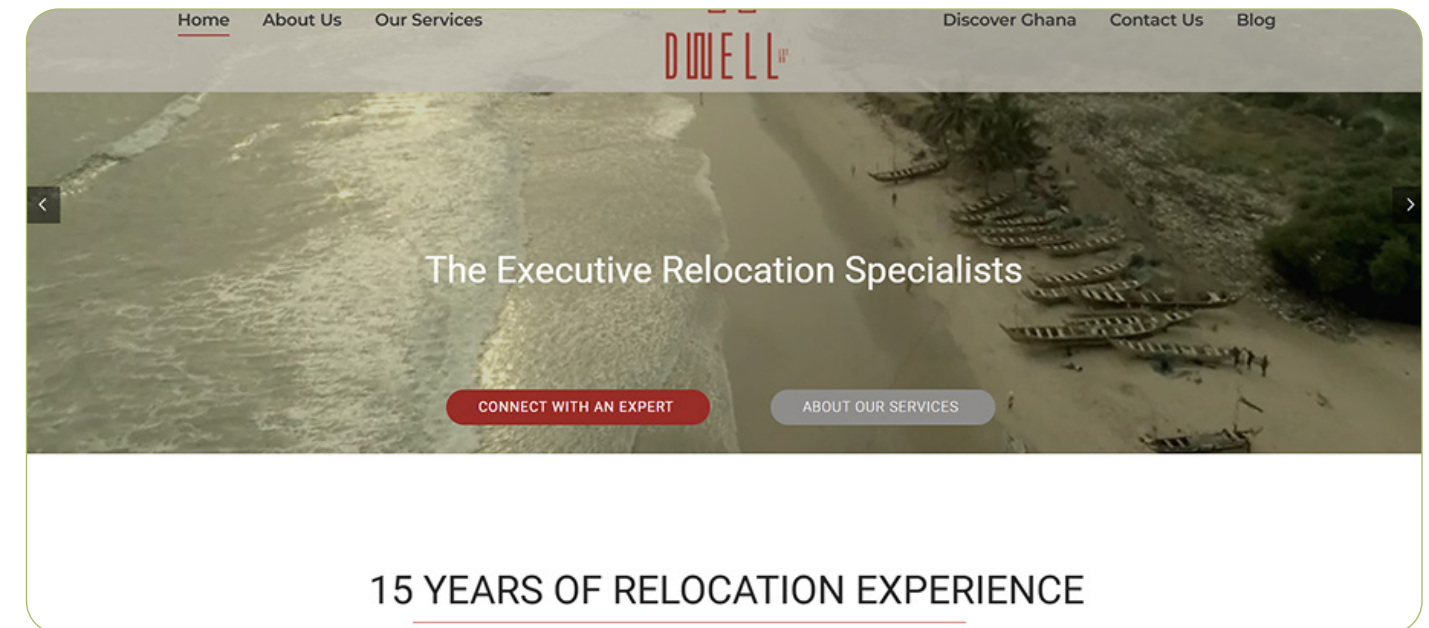 Home About Us Our Services
DWELL
Discover Ghana Contact Us Blog
The Executive Relocation Specialists
CONNECT WITH AN EXPERT ABOUT OUR SERVICES
15 YEARS OF RELOCATION EXPERIENCE